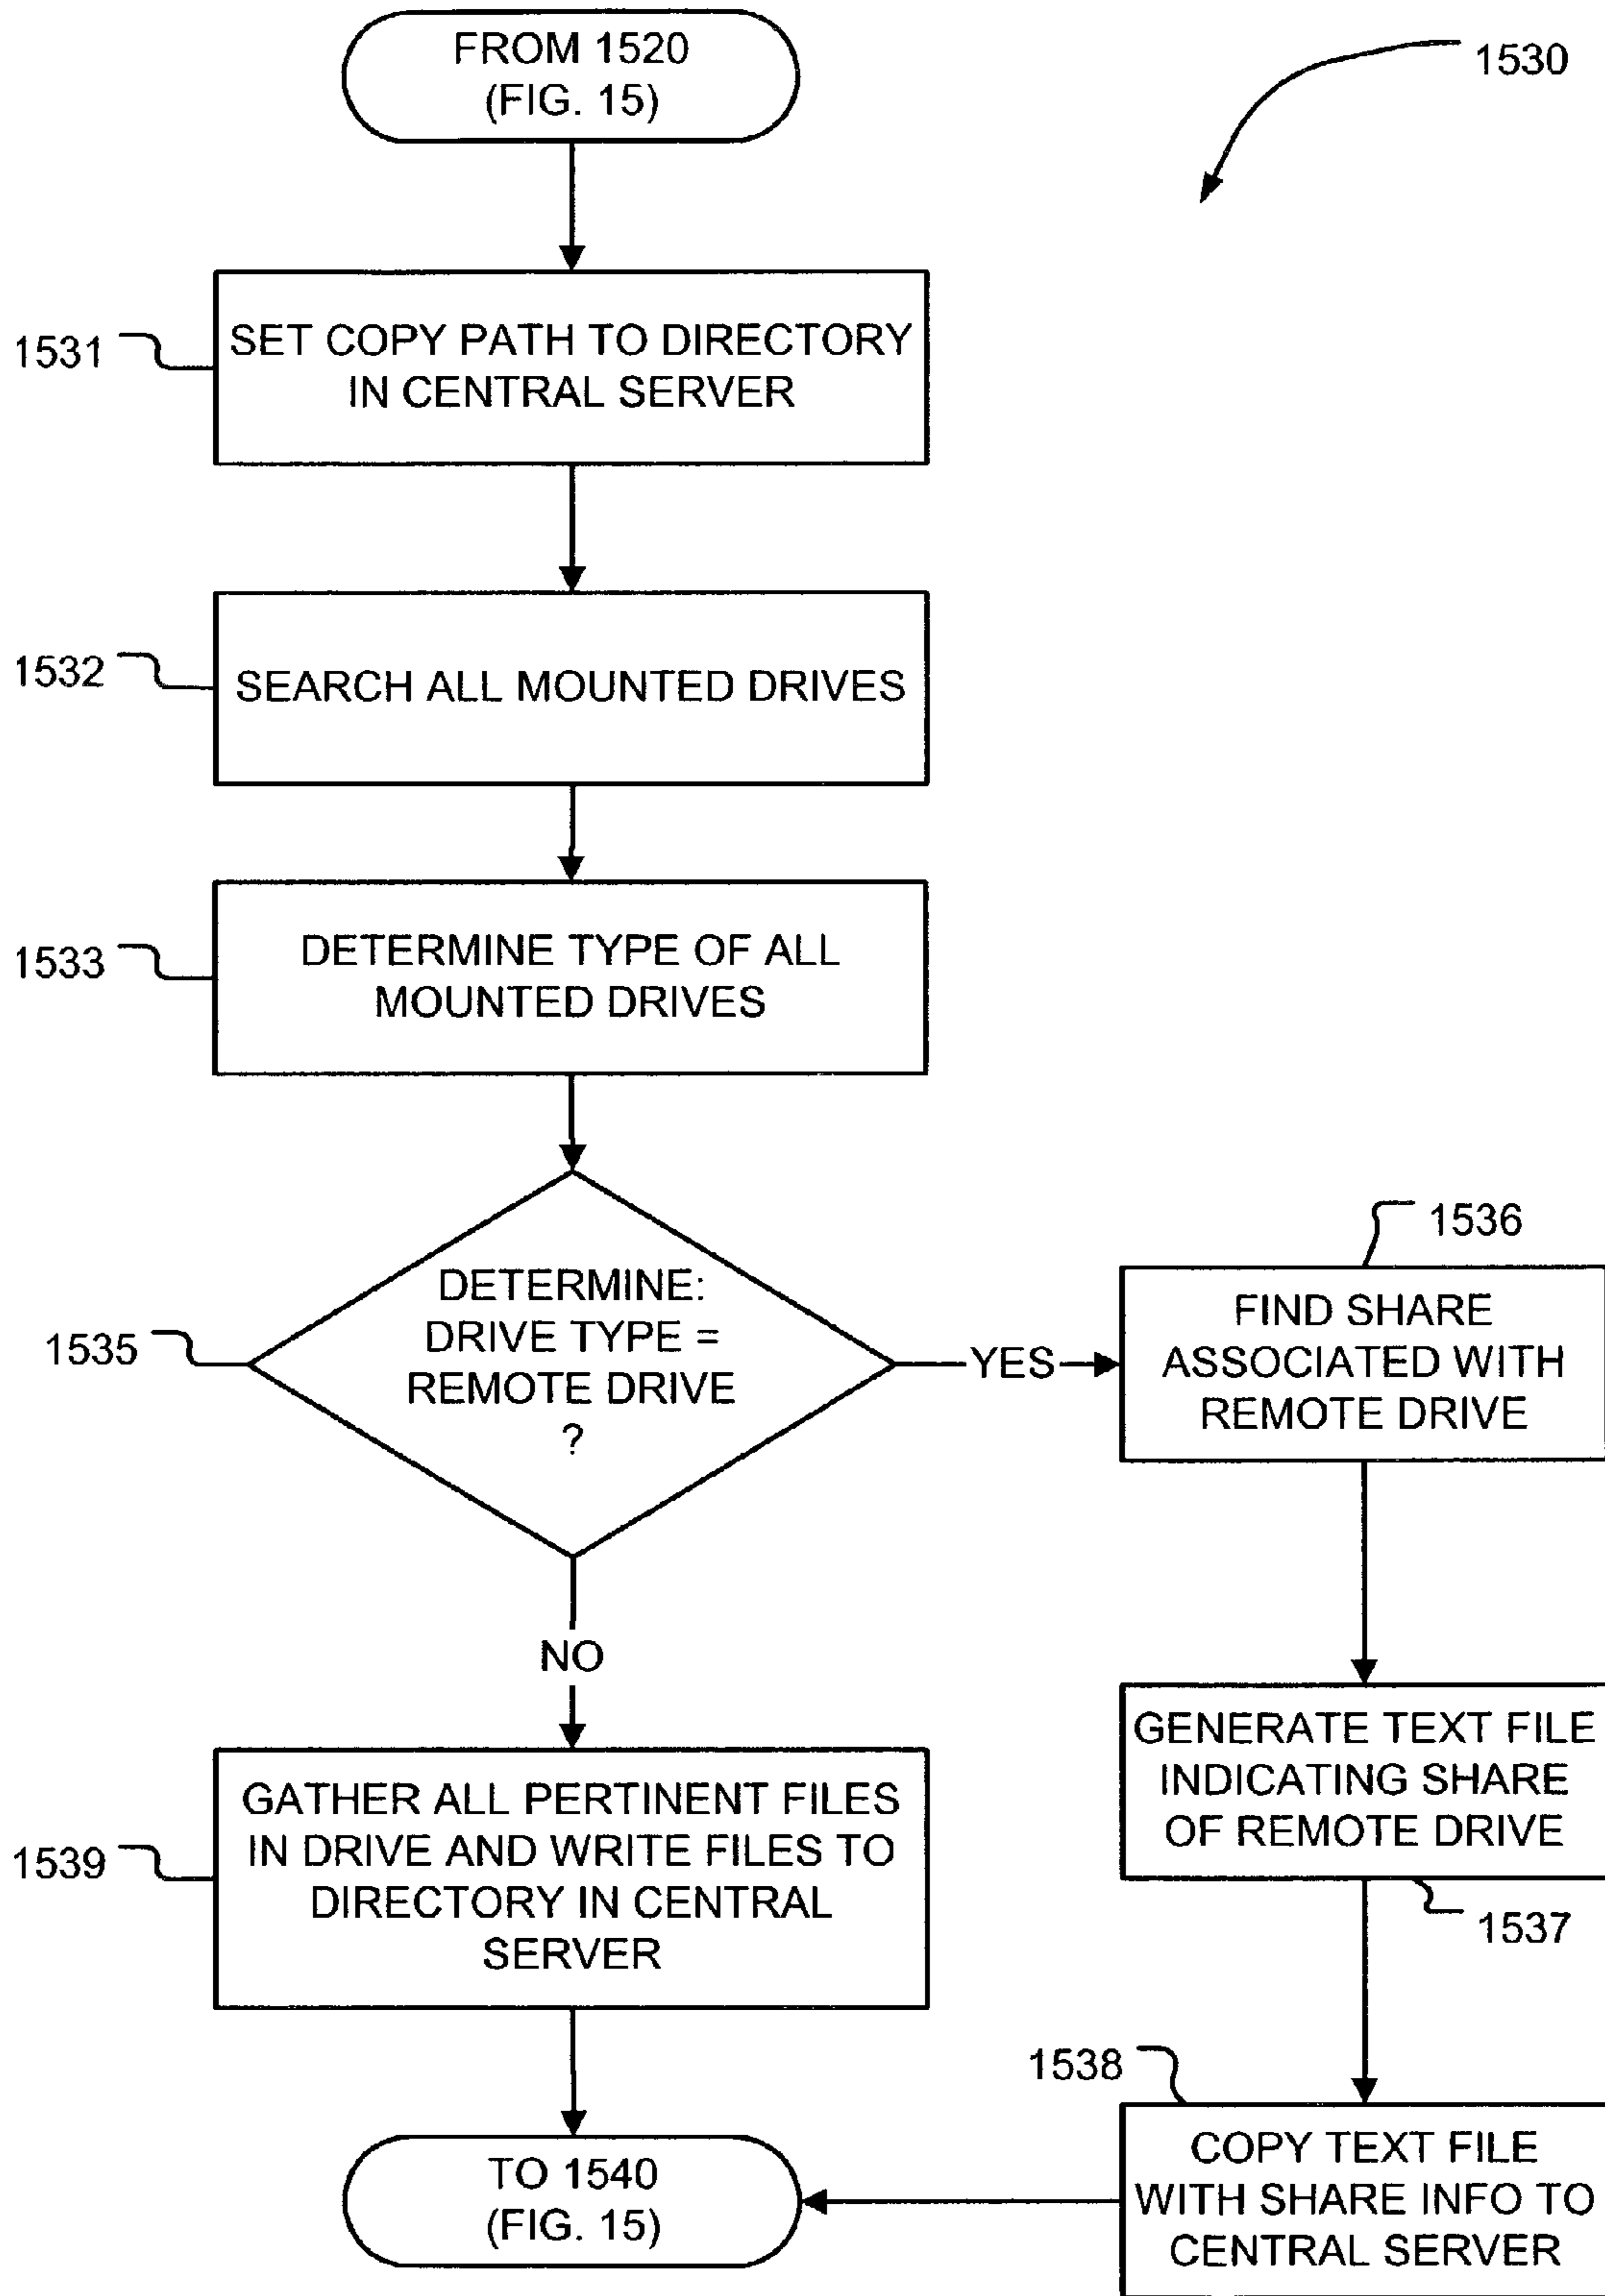 FROM 1520
(FIG. 15)
1530
1531
SET COPY PATH TO DIRECTORY
IN CENTRAL SERVER
1532
SEARCH ALL MOUNTED DRIVES
1533
DETERMINE TYPE OF ALL
MOUNTED DRIVES
1535
DETERMINE:
DRIVE TYPE =
REMOTE DRIVE
?
YES
1536
FIND SHARE
ASSOCIATED WITH
REMOTE DRIVE
GENERATE TEXT FILE
INDICATING SHARE
OF REMOTE DRIVE
1537
1538
COPY TEXT FILE
WITH SHARE INFO TO
CENTRAL SERVER
NO
1539
GATHER ALL PERTINENT FILES
IN DRIVE AND WRITE FILES TO
DIRECTORY IN CENTRAL
SERVER
TO 1540
(FIG. 15)